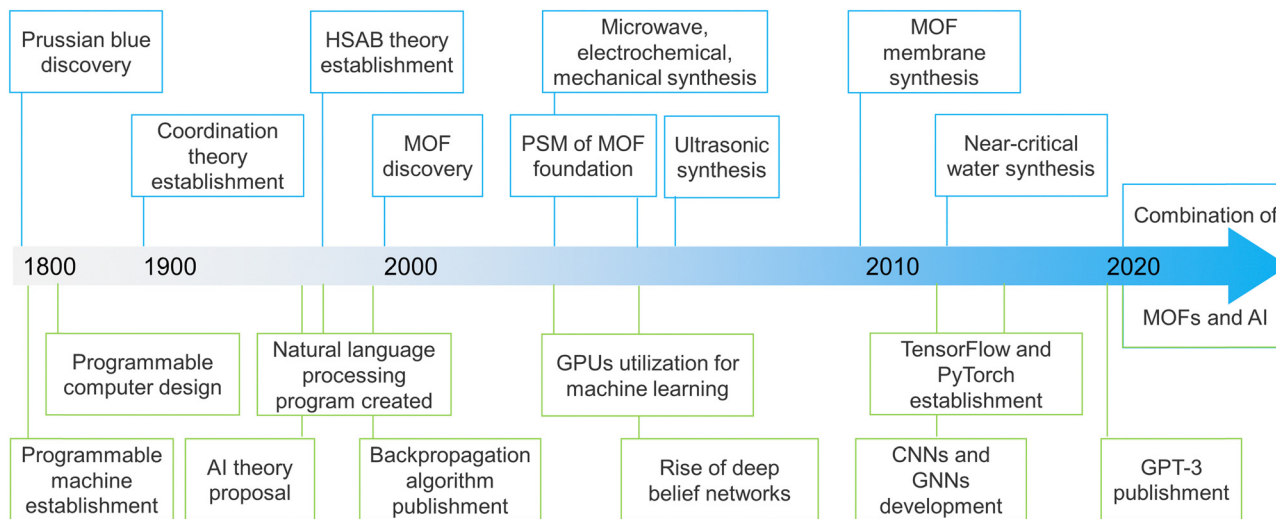 Prussian blue
discovery
HSAB theory
establishment
Microwave,
electrochemical,
mechanical synthesis
MOF
membrane
synthesis
Coordination
theory
establishment
MOF
discovery
PSM of MOF
foundation
Ultrasonic
synthesis
Near-critical
water synthesis
Combination of
1800
1900
2000
2010
2020
MOFs and AI
Programmable
computer design
Natural language
processing
program created
GPUs utilization for
machine learning
TensorFlow and
PyTorch
establishment
Programmable
machine
establishment
AI theory
proposal
Backpropagation
algorithm
publishment
Rise of deep
belief networks
CNNs and
GNNs
development
GPT-3
publishment